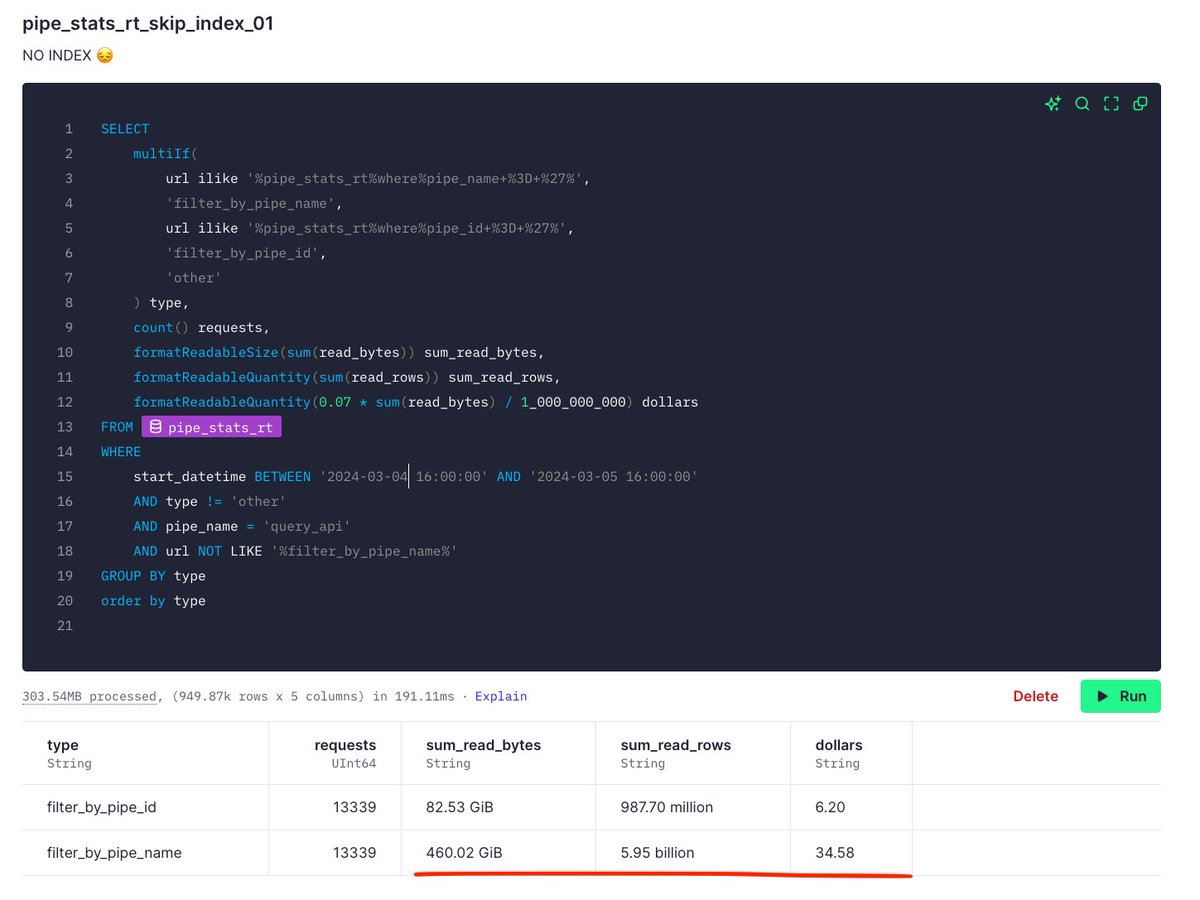 pipe_stats_rt_skip_index_01
NO INDEX 😔
1 SELECT
2 multiIf(
3 url ilike '%pipe_stats_rt%where%pipe_name+%3D+%27%',
4 'filter_by_pipe_name',
5 url ilike '%pipe_stats_rt%where%pipe_id+%3D+%27%',
6 'filter_by_pipe_id',
7 'other'
8 ) type,
9 count() requests,
10 formatReadableSize(sum(read_bytes)) sum_read_bytes,
11 formatReadableQuantity(sum(read_rows)) sum_read_rows,
12 formatReadableQuantity(0.07 * sum(read_bytes) / 1_000_000_000) dollars
13 FROM pipe_stats_rt
14 WHERE
15 start_datetime BETWEEN '2024-03-04 16:00:00' AND '2024-03-05 16:00:00'
16 AND type != 'other'
17 AND pipe_name = 'query_api'
18 AND url NOT LIKE '%filter_by_pipe_name%'
19 GROUP BY type
20 order by type
21
303.54MB processed, (949.87k rows x 5 columns) in 191.11ms · Explain
Delete
Run
type requests sum_read_bytes sum_read_rows dollars
String UInt64 String String String
filter_by_pipe_id 13339 82.53 GiB 987.70 million 6.20
filter_by_pipe_name 13339 460.02 GiB 5.95 billion 34.58